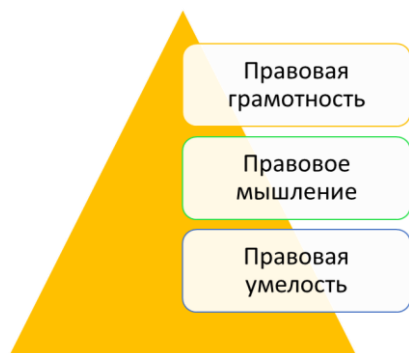 Правовая
грамотность
Правовое
мышление
Правовая
умелость